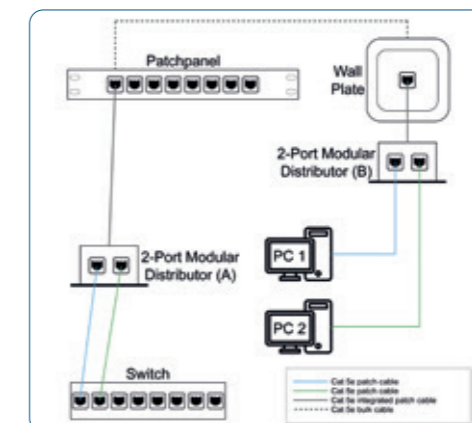 Patchpanel
Wall
Plate
2-Port Modular
Distributor (B)
PC 1
2-Port Modular
Distributor (A)
PC 2
Switch
Cat 5e patch cable
Cat 5e patch cable
Cat 5e integrated patch cable
Cat 5e bulk cable